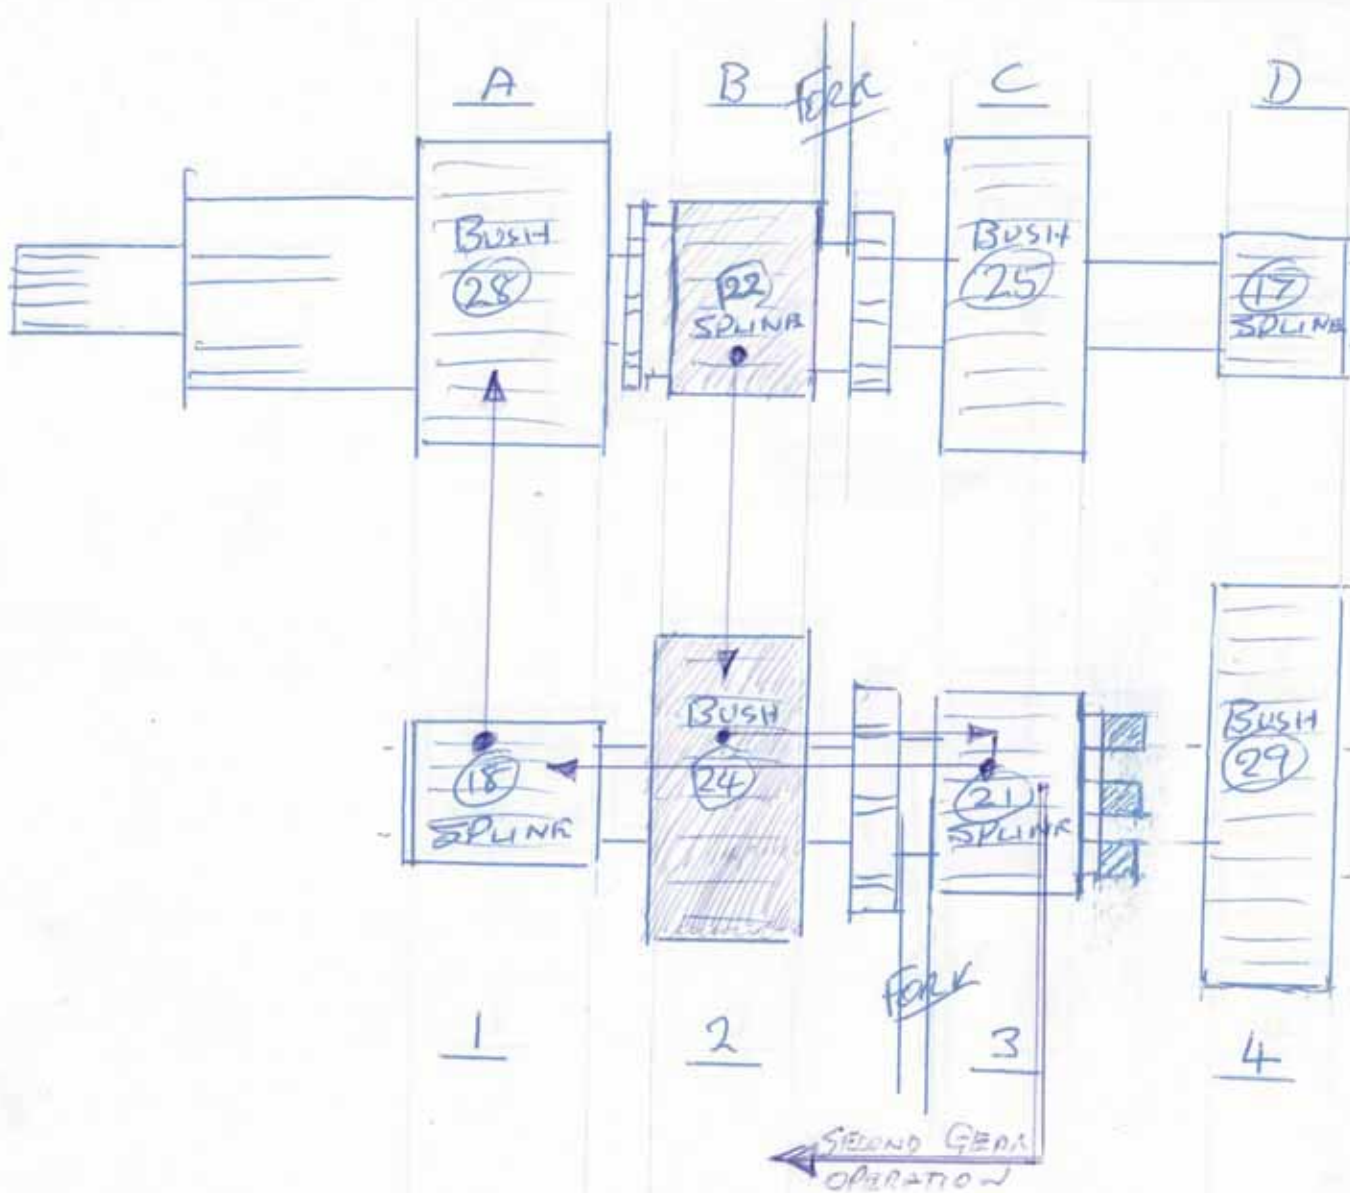 A
B
FORK
C
D
BUSH
28
22
SPLINE
BUSH
25
17
SPLINE
BUSH
24
18
SPLINE
21
SPLINE
BUSH
29
FORK
1
2
3
4
SECOND GEAR
OPERATION